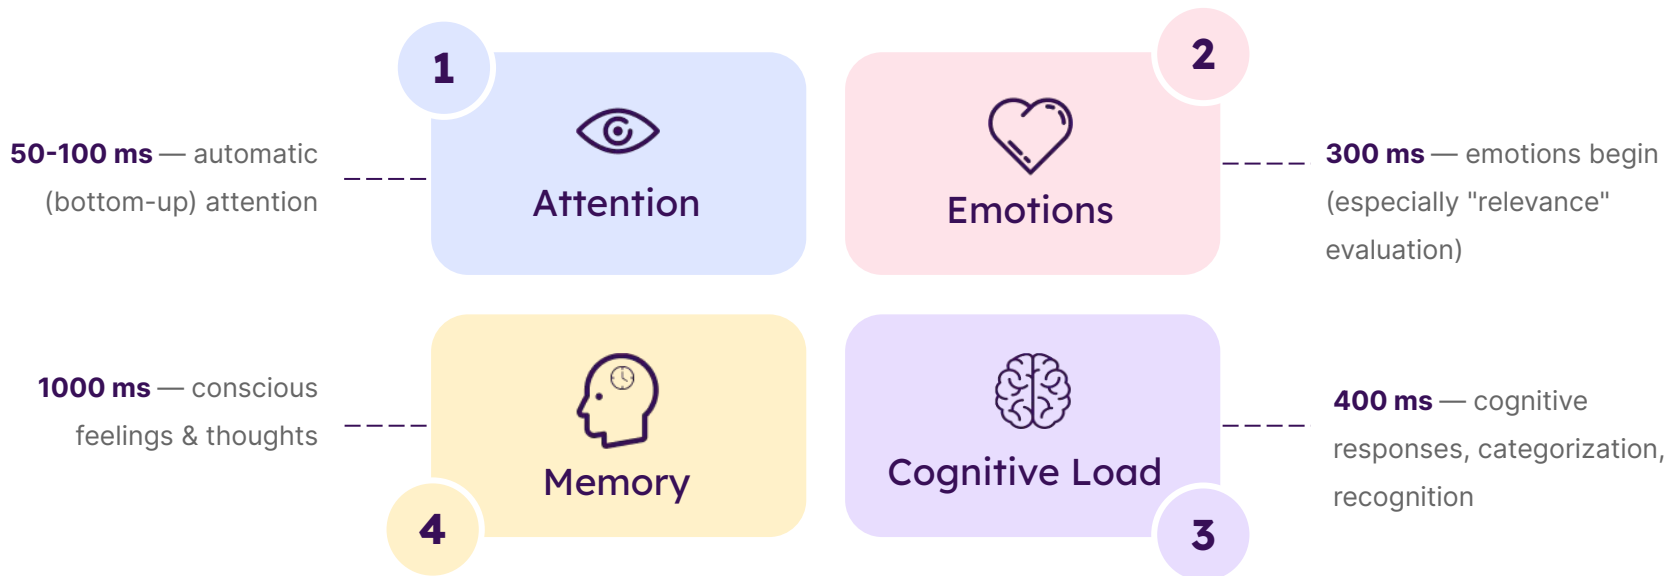 1
Attention
50-100 ms — automatic
(bottom-up) attention
2
Emotions
300 ms — emotions begin
(especially "relevance"
evaluation)
3
Cognitive Load
400 ms — cognitive
responses, categorization,
recognition
4
Memory
1000 ms — conscious
feelings & thoughts